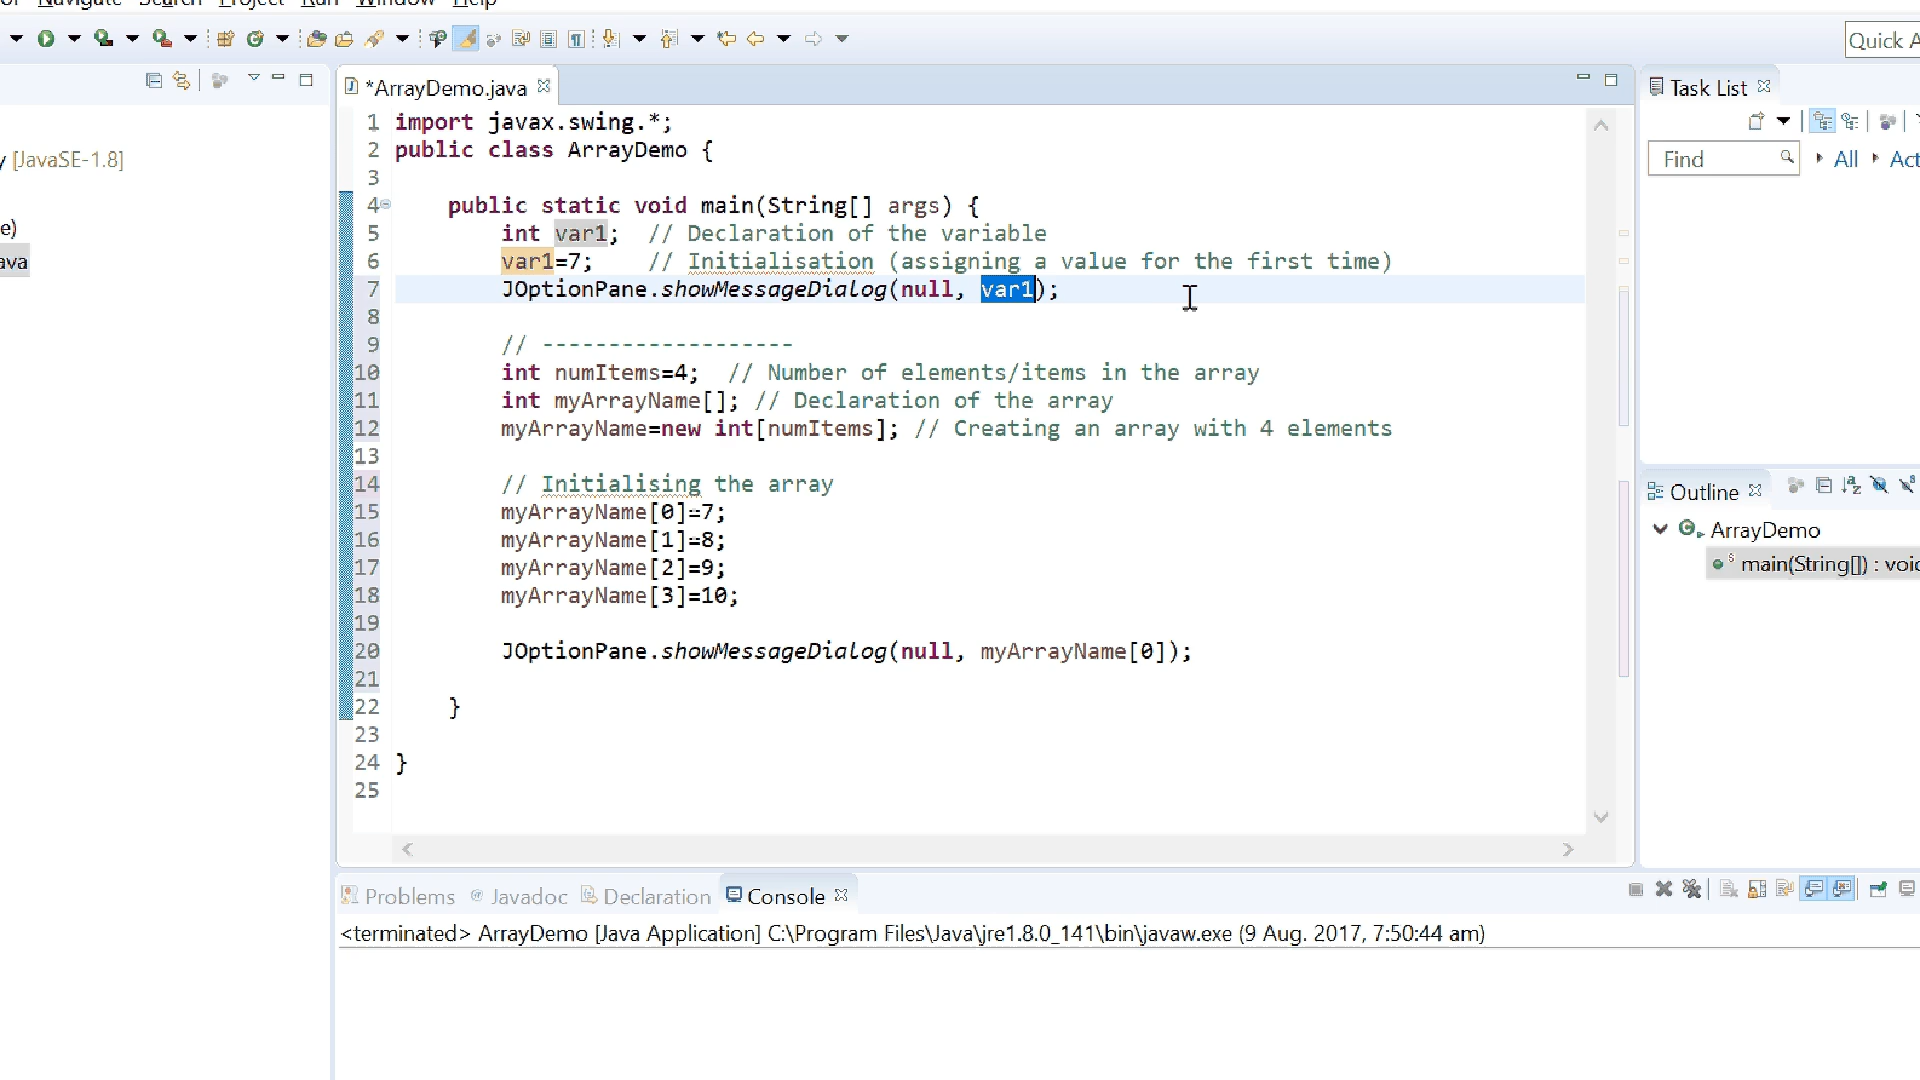 Navigate Search Project Run Window Help
Quick A
*ArrayDemo.java
Task List
Find
All
Act
y [JavaSE-1.8]
e)
ava
1 import javax.swing.*;
2 public class ArrayDemo {
3
4 public static void main(String[] args) {
5 int var1; // Declaration of the variable
6 var1=7; // Initialisation (assigning a value for the first time)
7 JOptionPane.showMessageDialog(null, var1);
8
9 // -------------------
10 int numItems=4; // Number of elements/items in the array
11 int myArrayName[]; // Declaration of the array
12 myArrayName=new int[numItems]; // Creating an array with 4 elements
13
14 // Initialising the array
15 myArrayName[0]=7;
16 myArrayName[1]=8;
17 myArrayName[2]=9;
18 myArrayName[3]=10;
19
20 JOptionPane.showMessageDialog(null, myArrayName[0]);
21
22 }
23
24 }
25
Outline
ArrayDemo
main(String[]) : void
Problems Javadoc Declaration Console
<terminated> ArrayDemo [Java Application] C:\Program Files\Java\jre1.8.0_141\bin\javaw.exe (9 Aug. 2017, 7:50:44 am)